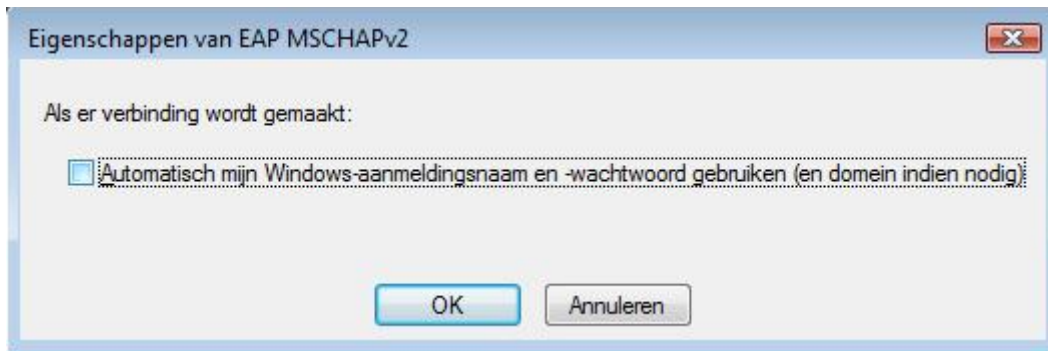 Eigenschappen van EAP MSCHAPv2
Als er verbinding wordt gemaakt:
Automatisch mijn Windows-aanmeldingsnaam en -wachtwoord gebruiken (en domein indien nodig)
OK
Annuleren